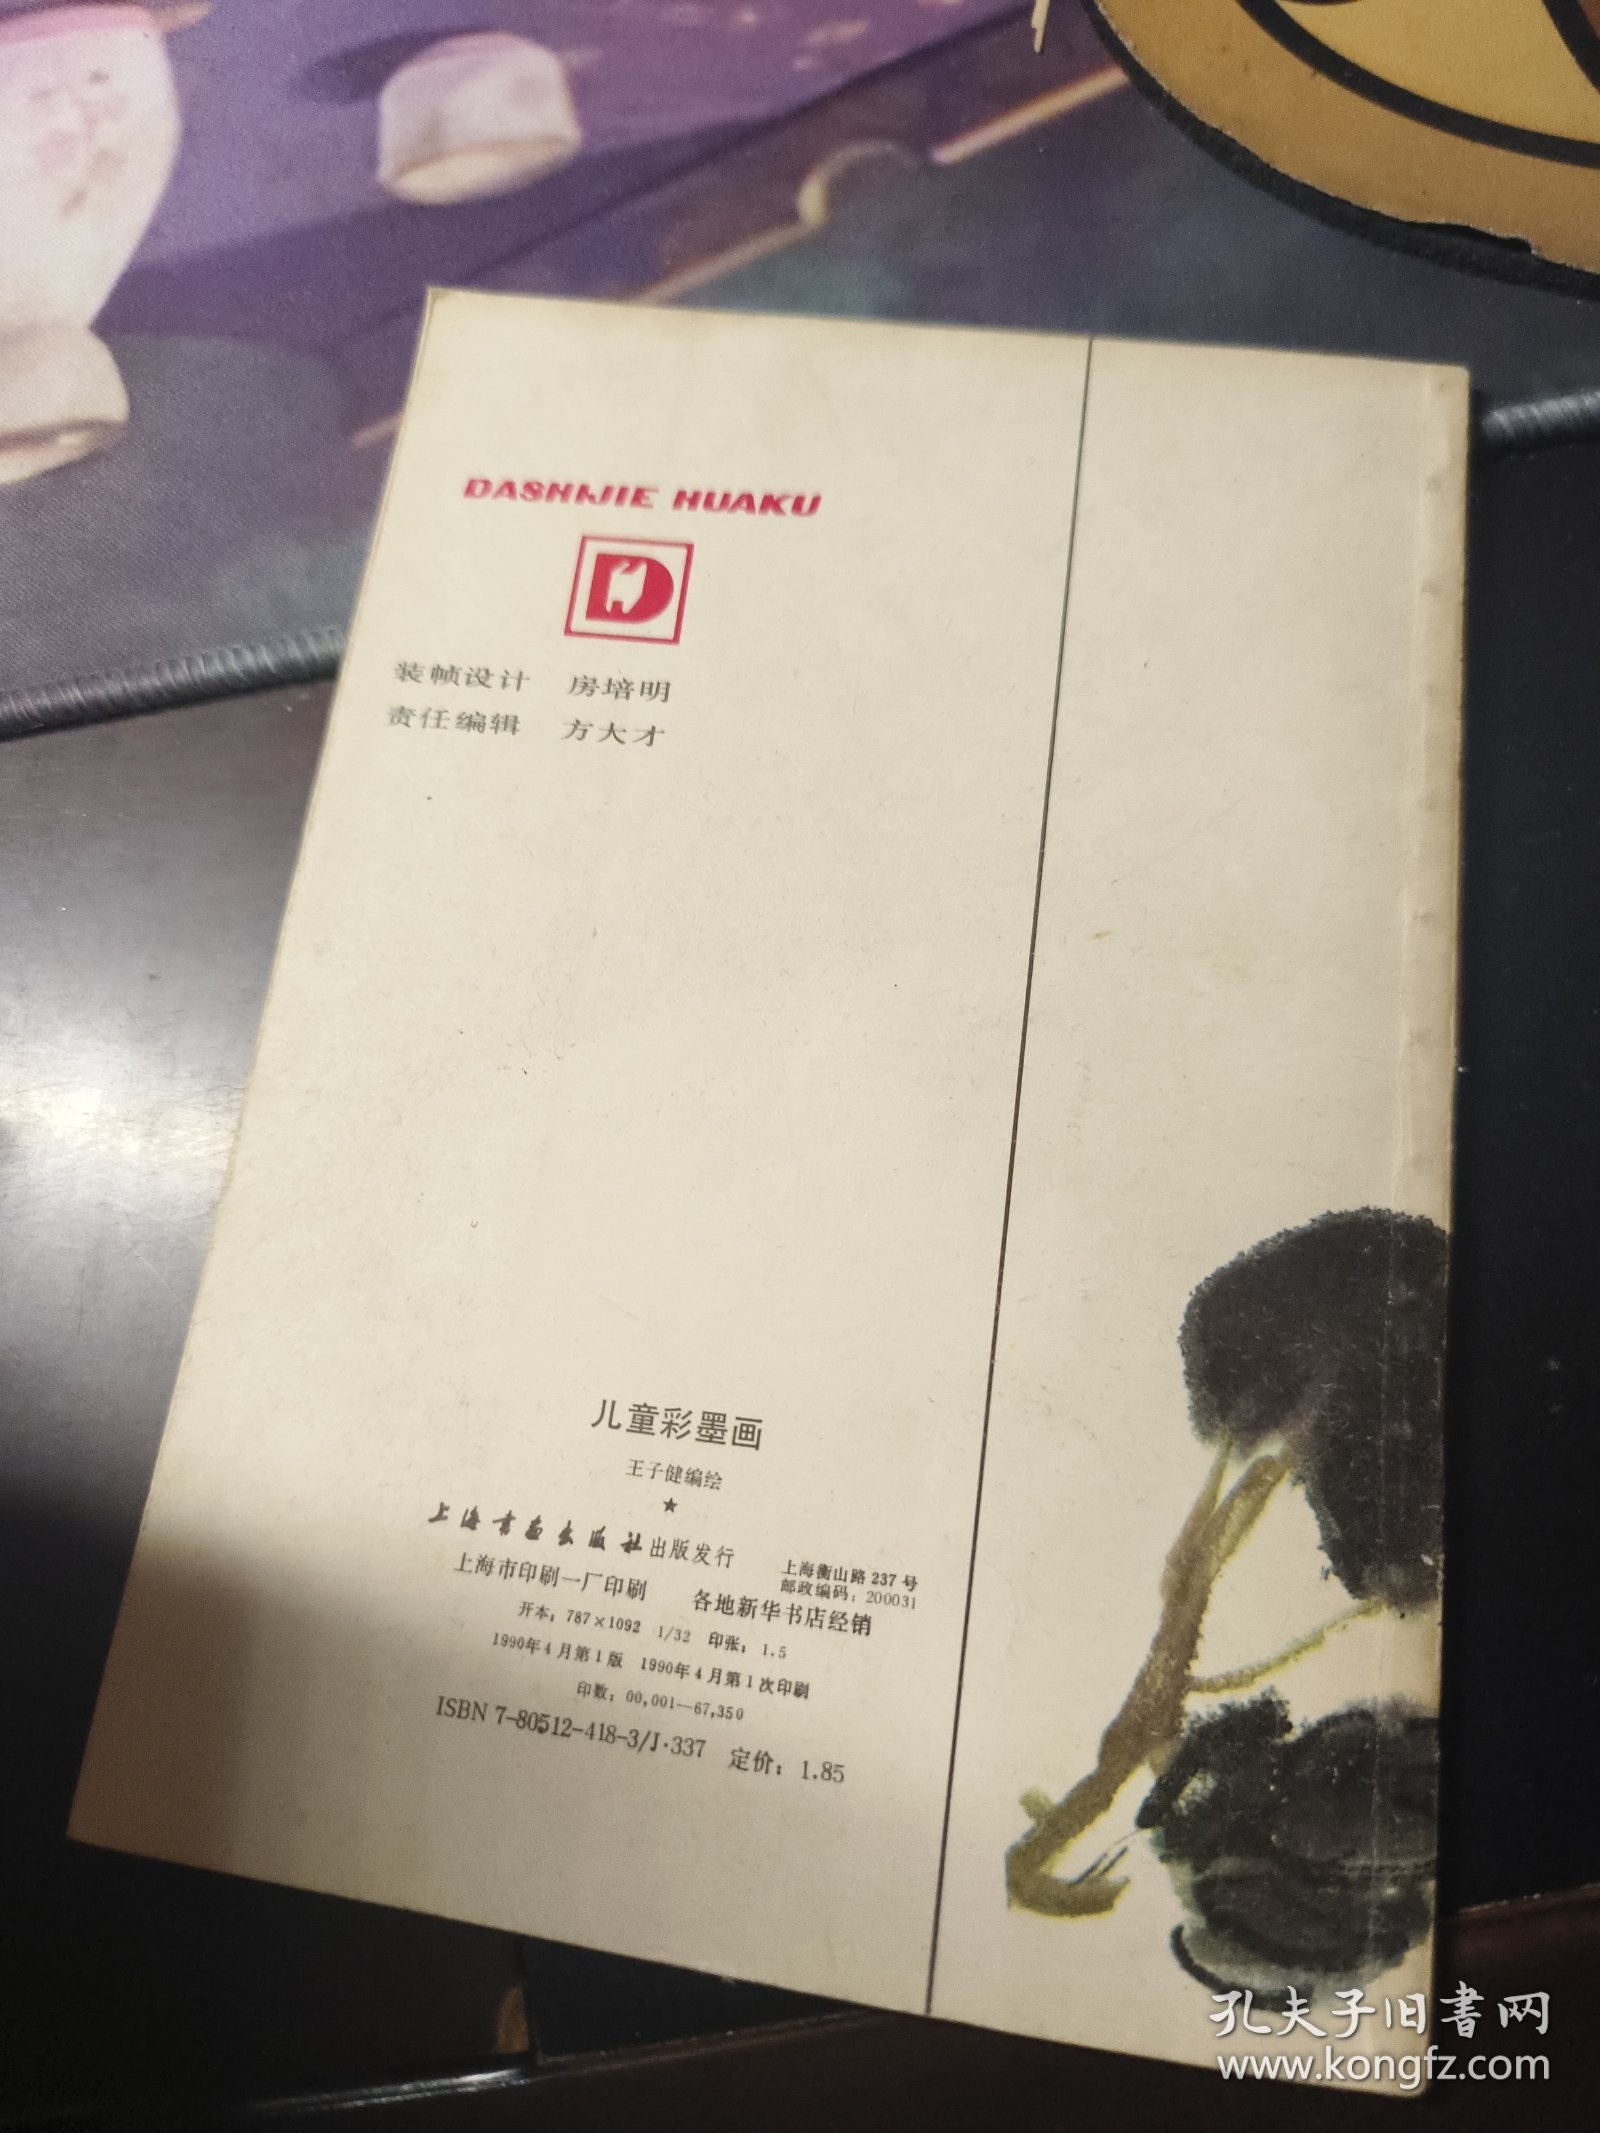 DASHIJIE HUAKU
装帧设计 房培明
责任编辑 方大才
儿童彩墨画
王子健编绘
★
上海书画出版社出版发行
上海衡山路 237 号
邮政编码：200031
上海市印刷一厂印刷 各地新华书店经销
开本：787×1092 1/32 印张：1.5
1990年4月第1版 1990年4月第1次印刷
印数：00,001—67,350
ISBN 7-80512-418-3/J·337 定价：1.85
孔夫子旧书网
www.kongfz.com